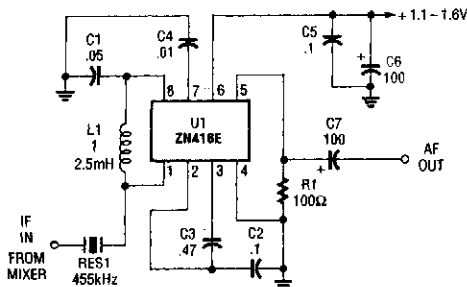 + 1.1~1.6V
C1
.05
C4
.01
C5
.1
C6
+
100
8
7
6
5
U1
ZN416E
L1
1
2.5mH
C7
100
+
AF
OUT
1
2
3
4
R1
100Ω
IF
IN
FROM
MIXER
RES1
455kHz
C3
.47
C2
.1